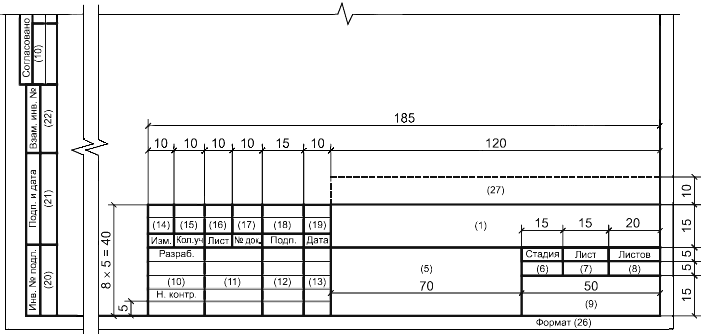 Согласовано
(10)
Взам. инв. №
(22)
Подп. и дата
(21)
Инв. № подп.
(20)
185
10 10 10 10 15 10 120
(27)
10
(14) (15) (16) (17) (18) (19)
(1)
15 15 20
15
Изм. Кол.уч Лист № док. Подп. Дата
Разраб.
Стадия Лист Листов
5
(5)
(6) (7) (8)
5
(10) (11) (12) (13)
70 50
Н. контр.
(9)
15
8 × 5 = 40
5
Формат (26)